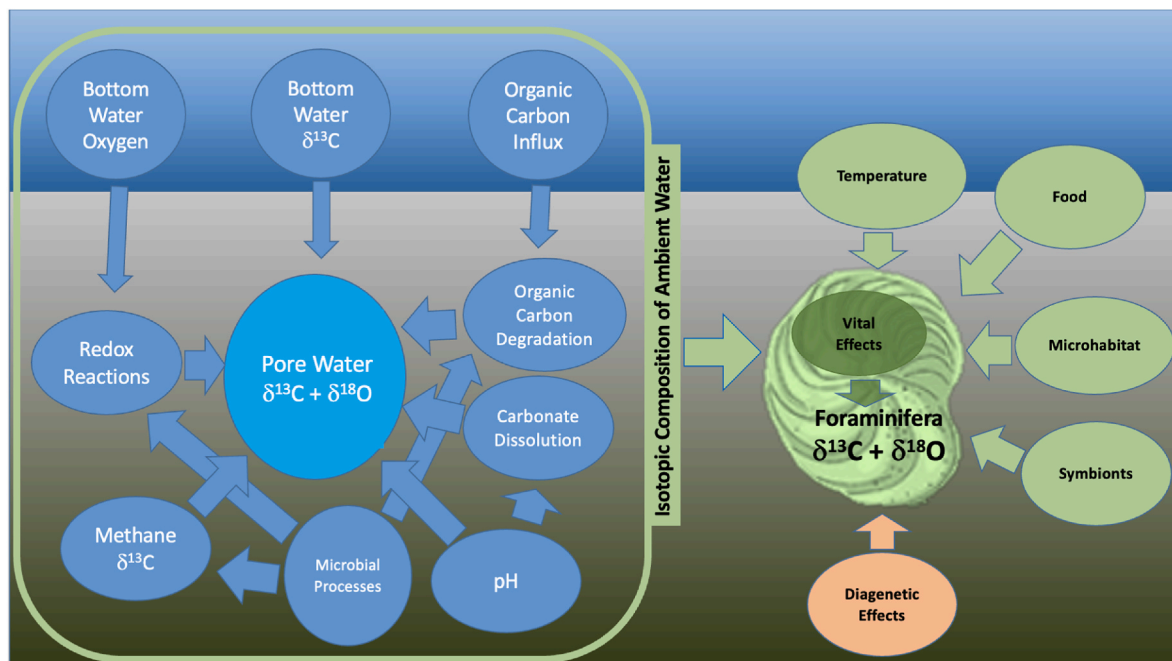 Bottom
Water
Oxygen
Bottom
Water
δ¹³C
Organic
Carbon
Influx
Redox
Reactions
Pore Water
δ¹³C + δ¹⁸O
Organic
Carbon
Degradation
Carbonate
Dissolution
Methane
δ¹³C
Microbial
Processes
pH
Isotopic Composition of Ambient Water
Temperature
Food
Vital
Effects
Microhabitat
Foraminifera
δ¹³C + δ¹⁸O
Symbionts
Diagenetic
Effects